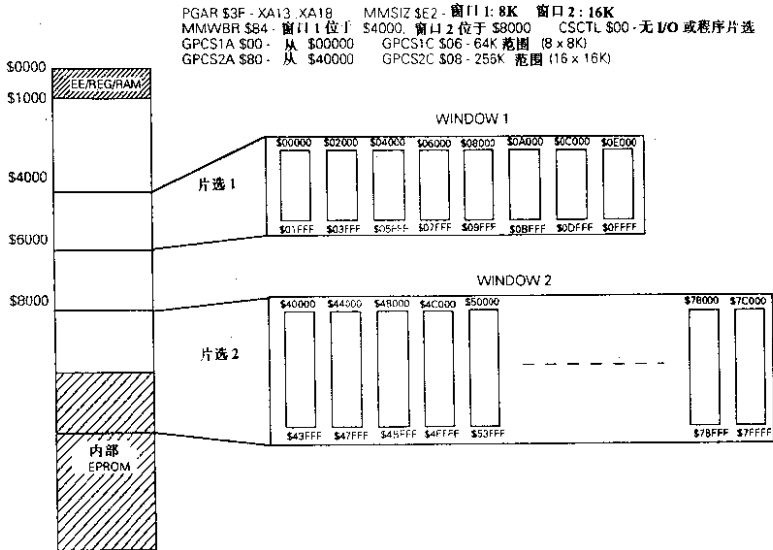 PGAR $3F - XA13 .XA18 MMSIZ $E2 - 窗口 1: 8K 窗口 2 : 16K
MMWBR $84 - 窗口 1 位于 $4000, 窗口 2 位于 $8000 CSCTL $00 - 无 I/O 或程序片选
GPCS1A $00 - 从 $00000 GPCS1C $06 - 64K 范围 (8 x 8K)
GPCS2A $80 - 从 $40000 GPCS2C $08 - 256K 范围 (16 x 16K)
$0000
EE/REG/RAM
$1000
WINDOW 1
$00000 $02000 $04000 $06000 $08000 $0A000 $0C000 $0E000
$4000
片选 1
$01FFF $03FFF $05FFF $07FFF $09FFF $0BFFF $0DFFF $0FFFF
$6000
WINDOW 2
$8000
$40000 $44000 $48000 $4C000 $50000 $78000 $7C000
片选 2
$43FFF $47FFF $4BFFF $4FFFF $53FFF $7BFFF $7FFFF
内部
EPROM